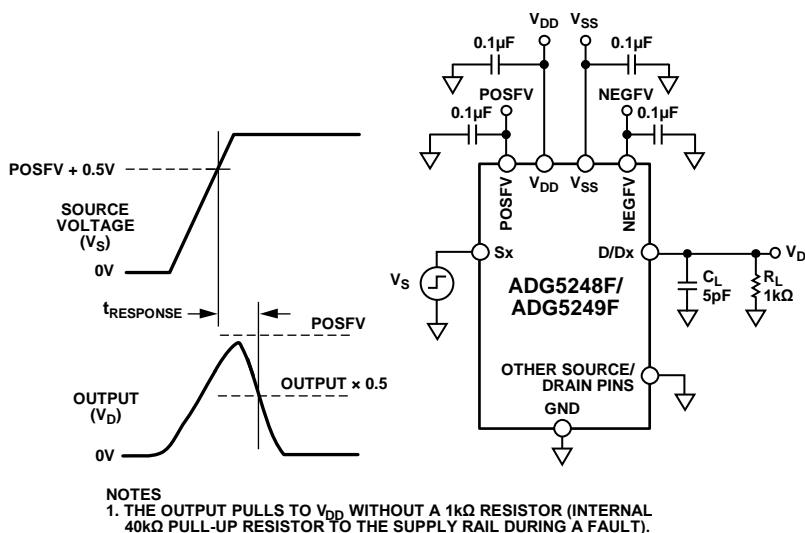 POSFV + 0.5V
SOURCE
VOLTAGE
(VS)
0V
tRESPONSE
POSFV
OUTPUT × 0.5
OUTPUT
(VD)
0V
VDD
VSS
0.1µF
0.1µF
POSFV
NEGFV
0.1µF
0.1µF
POSFV
VDD
VSS
NEGFV
VS
Sx
D/Dx
VD
ADG5248F/
ADG5249F
CL
5pF
RL
1kΩ
OTHER SOURCE/
DRAIN PINS
GND
NOTES
1. THE OUTPUT PULLS TO VDD WITHOUT A 1kΩ RESISTOR (INTERNAL
40kΩ PULL-UP RESISTOR TO THE SUPPLY RAIL DURING A FAULT).